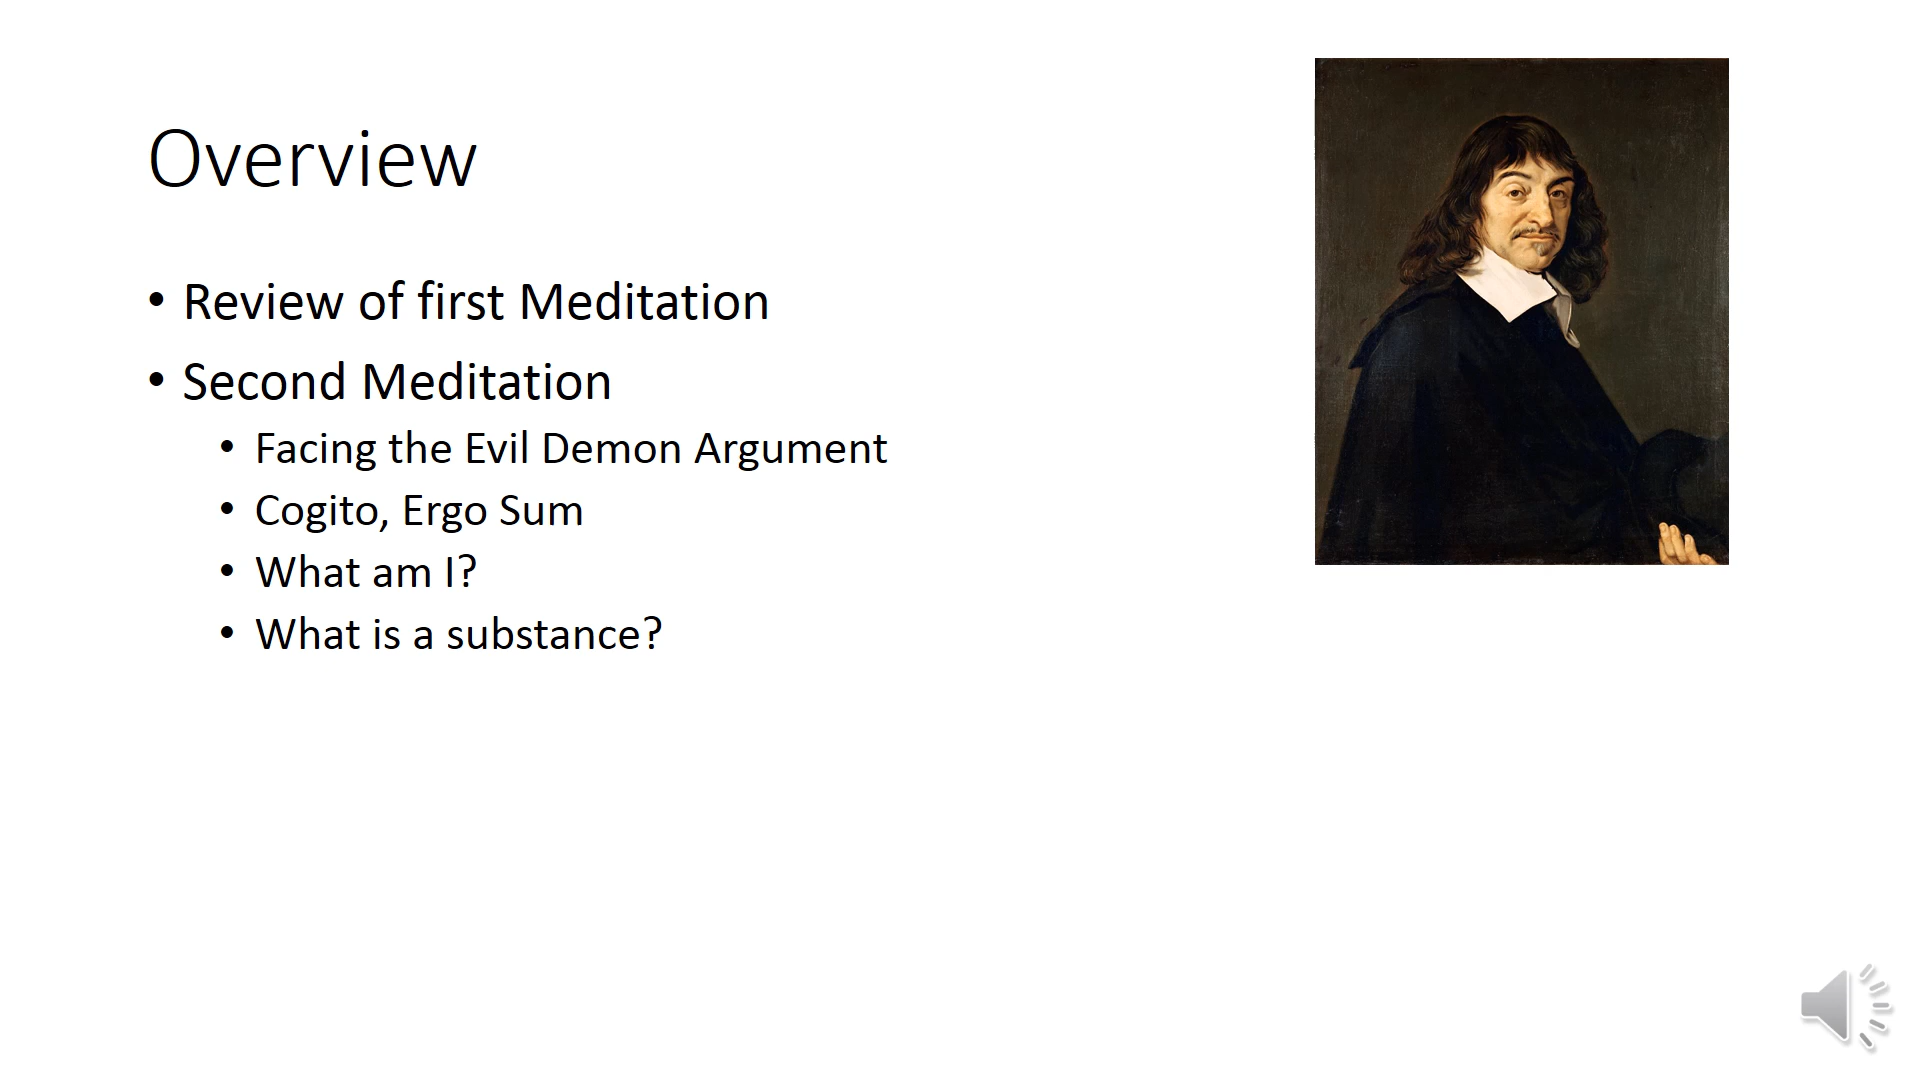 Overview
• Review of first Meditation
• Second Meditation
• Facing the Evil Demon Argument
• Cogito, Ergo Sum
• What am I?
• What is a substance?